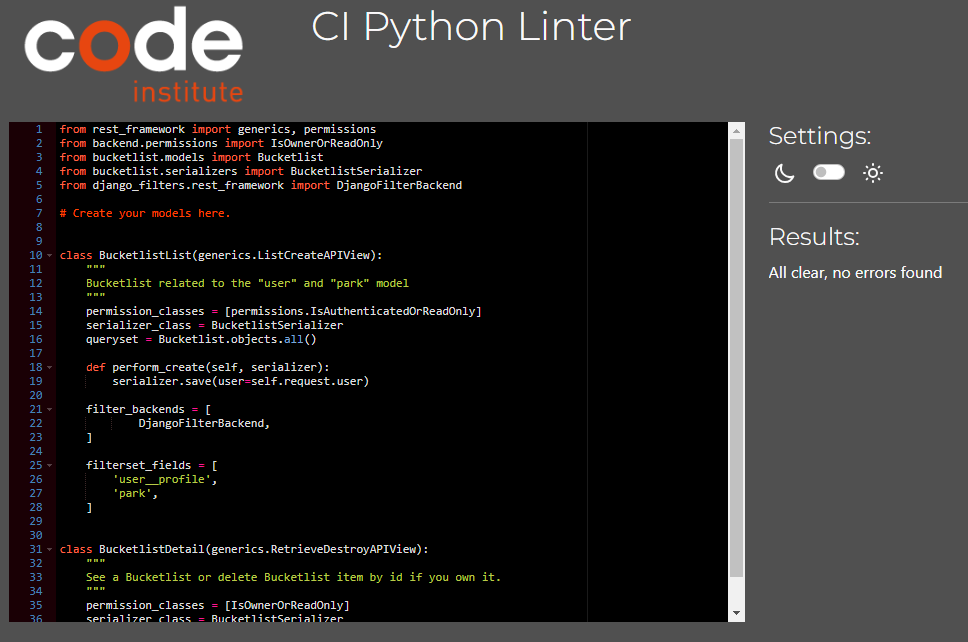 code
institute
CI Python Linter
1 from rest_framework import generics, permissions
2 from backend.permissions import IsOwnerOrReadOnly
3 from bucketlist.models import Bucketlist
4 from bucketlist.serializers import BucketlistSerializer
5 from django_filters.rest_framework import DjangoFilterBackend
6
7 # Create your models here.
8
9
10 class BucketlistList(generics.ListCreateAPIView):
11     """
12     Bucketlist related to the "user" and "park" model
13     """
14     permission_classes = [permissions.IsAuthenticatedOrReadOnly]
15     serializer_class = BucketlistSerializer
16     queryset = Bucketlist.objects.all()
17
18     def perform_create(self, serializer):
19         serializer.save(user=self.request.user)
20
21     filter_backends = [
22             DjangoFilterBackend,
23     ]
24
25     filterset_fields = [
26         'user__profile',
27         'park',
28     ]
29
30
31 class BucketlistDetail(generics.RetrieveDestroyAPIView):
32     """
33     See a Bucketlist or delete Bucketlist item by id if you own it.
34     """
35     permission_classes = [IsOwnerOrReadOnly]
36     serializer_class = BucketlistSerializer
Settings:
Results:
All clear, no errors found